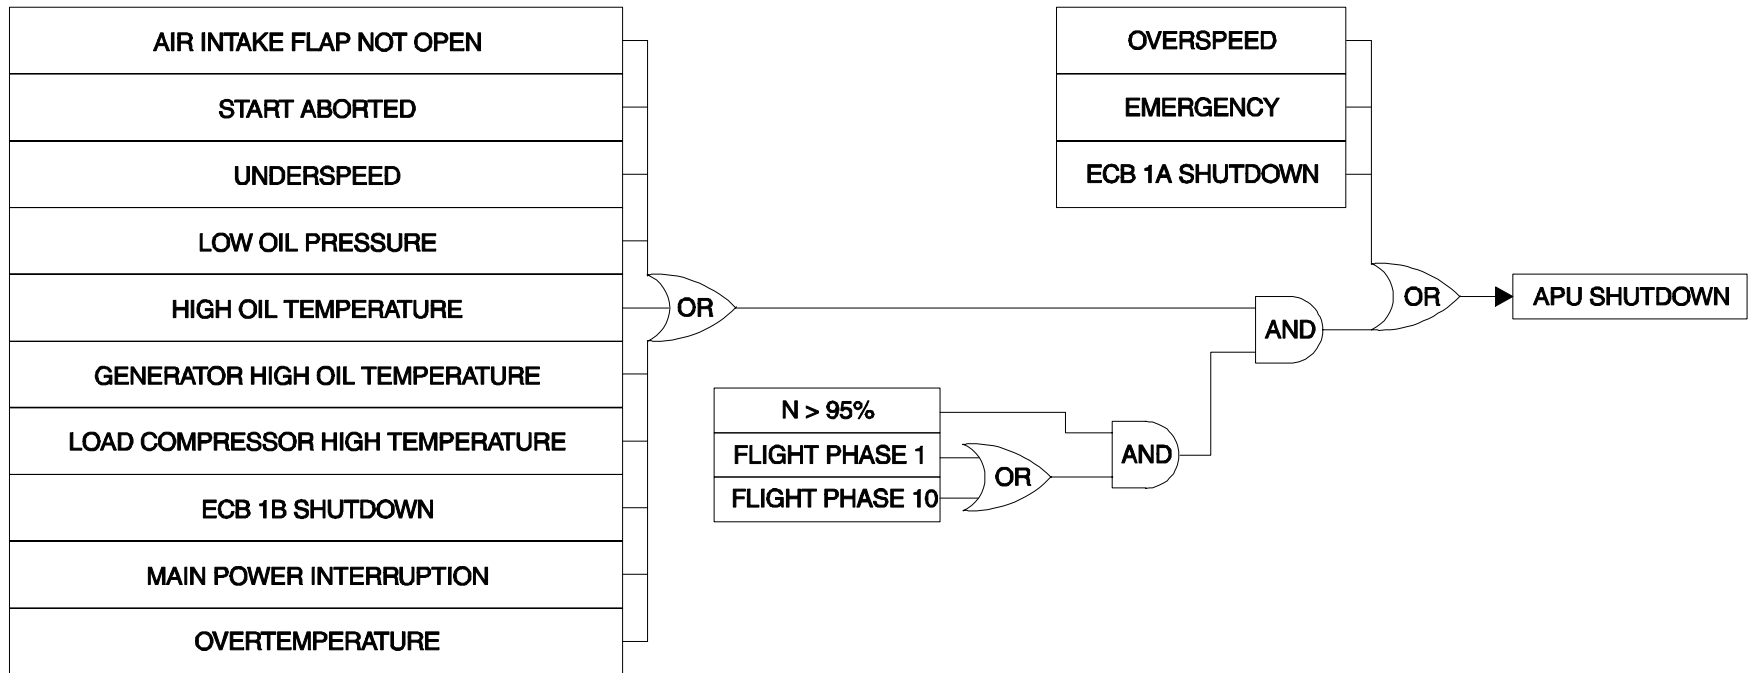 AIR INTAKE FLAP NOT OPEN
START ABORTED
UNDERSPEED
LOW OIL PRESSURE
HIGH OIL TEMPERATURE
GENERATOR HIGH OIL TEMPERATURE
LOAD COMPRESSOR HIGH TEMPERATURE
ECB 1B SHUTDOWN
MAIN POWER INTERRUPTION
OVERTEMPERATURE
OR
N > 95%
FLIGHT PHASE 1
FLIGHT PHASE 10
OR
AND
AND
OVERSPEED
EMERGENCY
ECB 1A SHUTDOWN
OR
APU SHUTDOWN